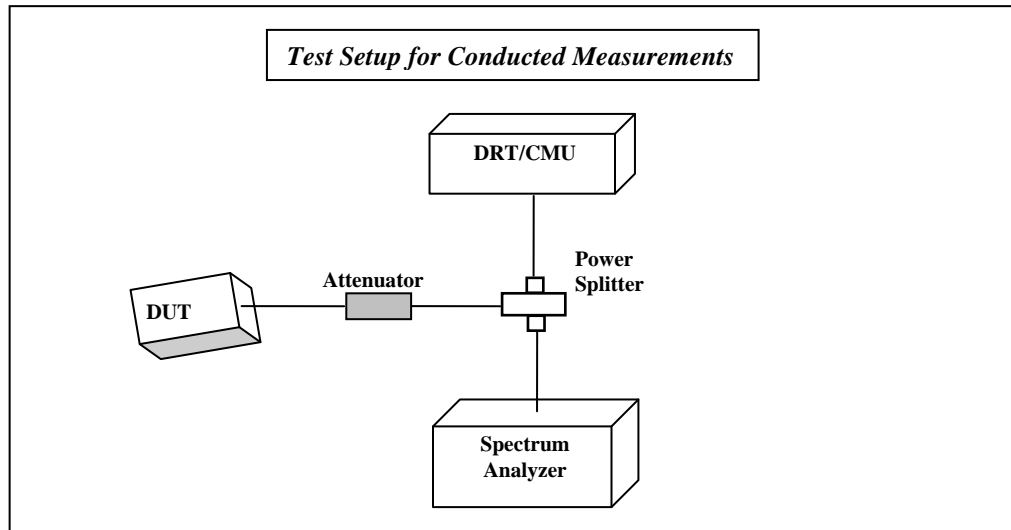 Test Setup for Conducted Measurements
DRT/CMU
Power
Splitter
Attenuator
DUT
Spectrum
Analyzer